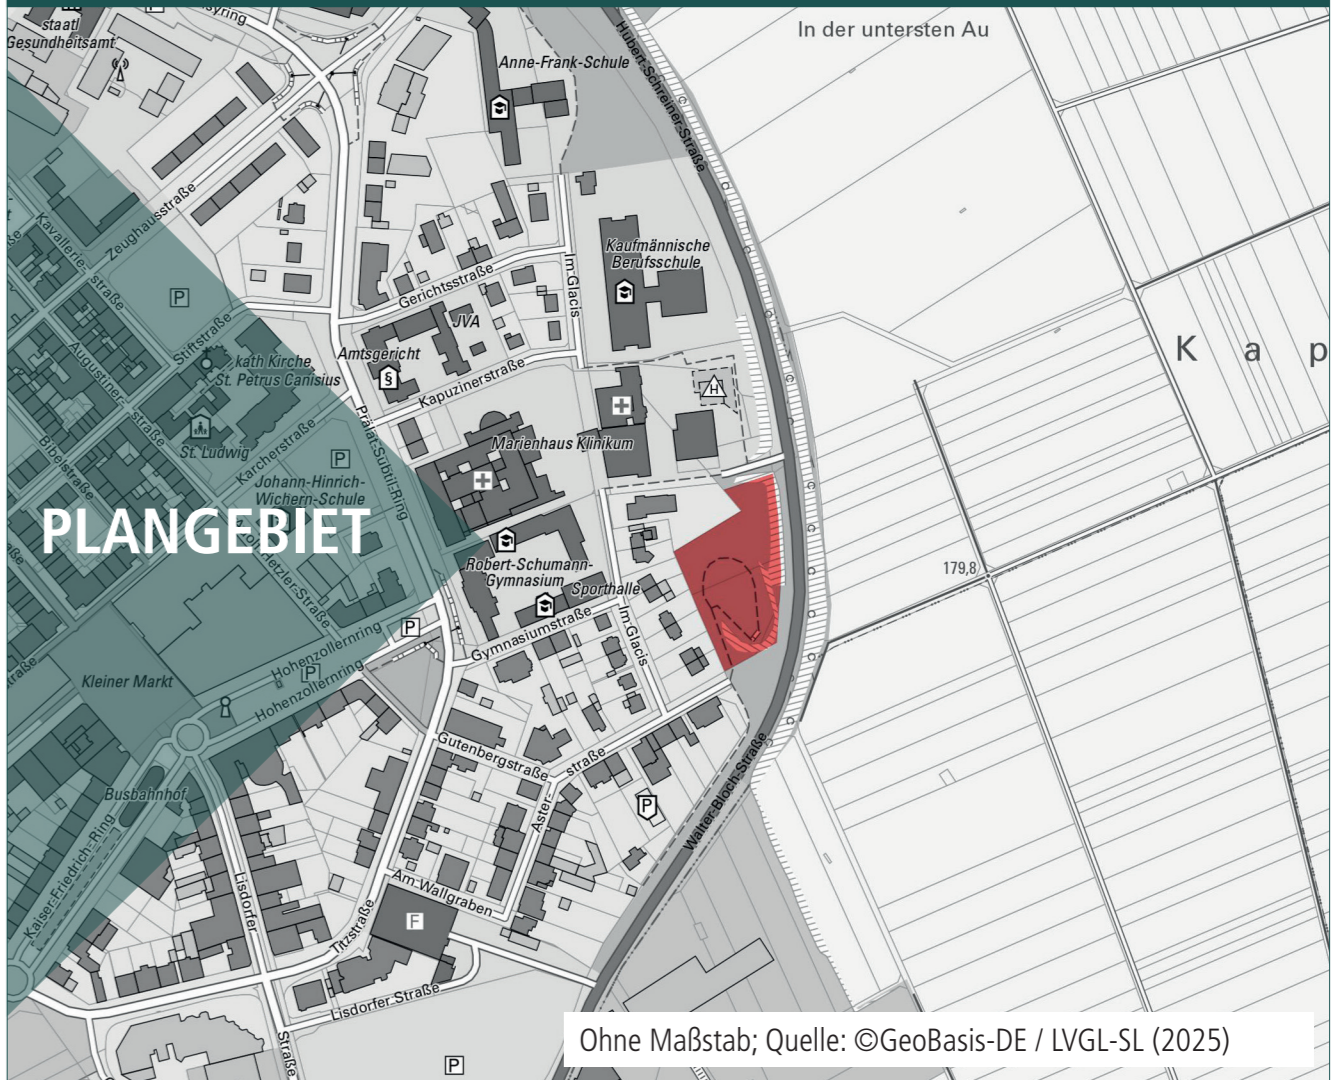 staatl
Gesundheitsamt
In der untersten Au
Anne-Frank-Schule
Hubert-Schreiner-Straße
Zeughausstraße
Kavallerie-straße
Kaufmännische
Berufsschule
Im Glacis
Gerichtsstraße
JVA
K a p
Stiftstraße
Augustiner-straße
kath Kirche
St. Petrus Canisius
Amtsgericht
§
Kapuzinerstraße
H
Prälat-Subtil-Ring
Bibelstraße
St. Ludwig
Karcherstraße
Marienhaus Klinikum
Johann-Hinrich-
Wichern-Schule
PLANGEBIET
Robert-Schumann-
Gymnasium
Sporthalle
179,8
Gymnasiumstraße
Im Glacis
Hohenzollernring
Hohenzollernring
Kleiner Markt
P
P
P
P
Gutenbergstraße
Aster-
straße
Walter-Bloch-Straße
Busbahnhof
P
Kaiser-Friedrich-Ring
Lisdorfer
Straße
Am Wallgraben
Titzstraße
F
Lisdorfer Straße
P
Ohne Maßstab; Quelle: ©GeoBasis-DE / LVGL-SL (2025)